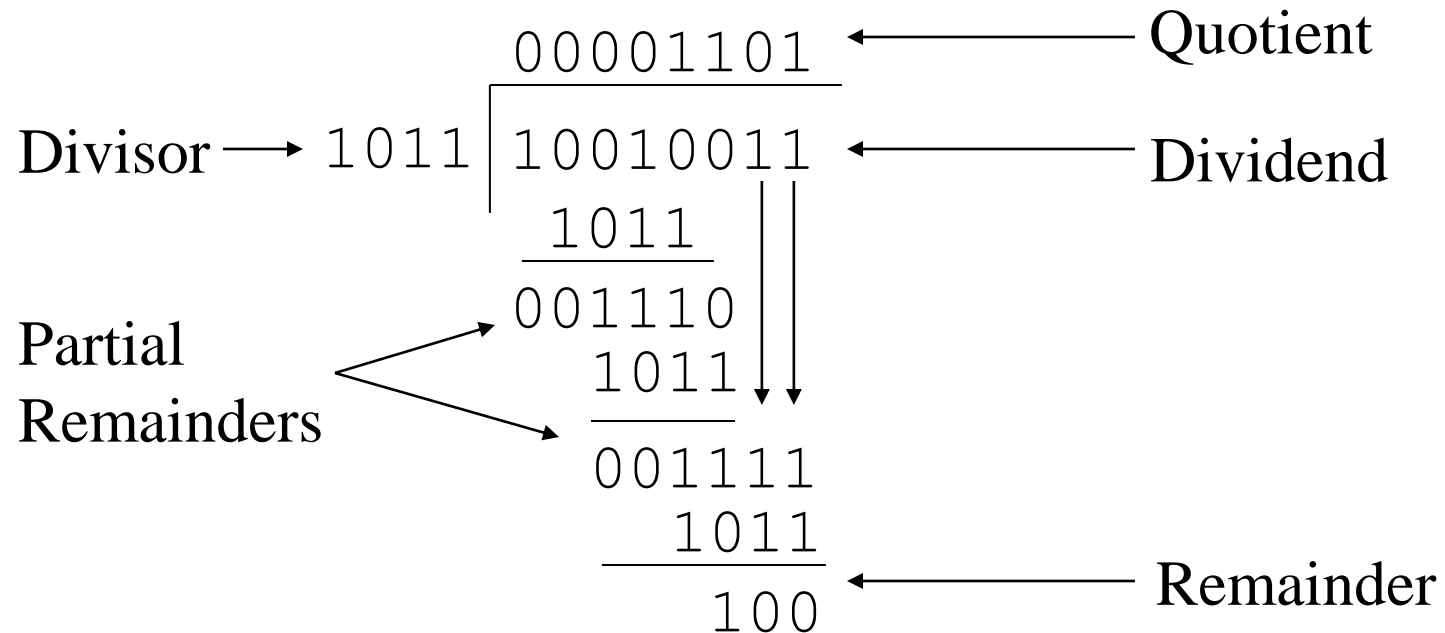 00001101 Quotient
Divisor 1011 10010011 Dividend
1011
001110
Partial
Remainders
1011
001111
1011
Remainder
100